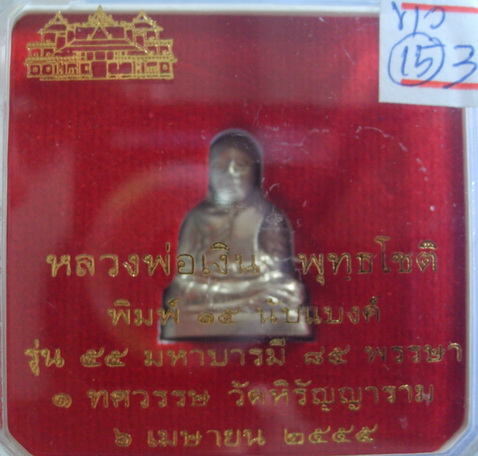 หว
153
หลวงพ่อเงิน พุทธโชติ
พิมพ์ ๑๕ นับแบงค์
รุ่น ๕๕ มหาบารมี ๘๕ พรรษา
๑ ทศวรรษ วัดหิรัญญาราม
๖ เมษายน ๒๕๕๕